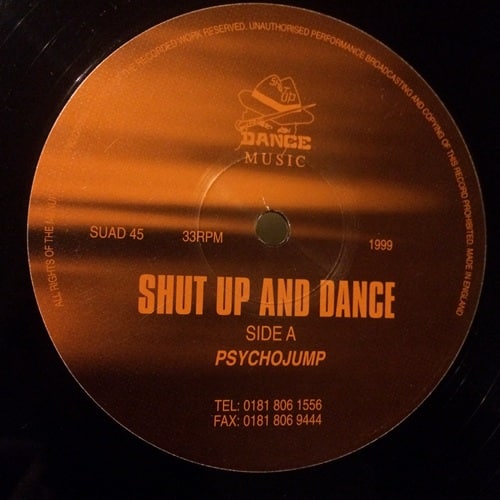 ALL RIGHTS OF THE
RECORDED WORK RESERVED. UNAUTHORISED PERFORMANCE BROADCASTING AND COPYING OF THIS RECORD PROHIBITED. MADE IN ENGLAND
SHUT UP
DANCE
MUSIC
SUAD 45
33RPM
1999
SHUT UP AND DANCE
SIDE A
PSYCHOJUMP
TEL: 0181 806 1556
FAX: 0181 806 9444